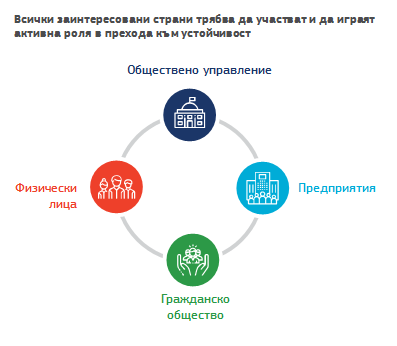 Всички заинтересовани страни трябва да участват и да играят
активна роля в прехода към устойчивост
Обществено управление
Физически
лица
Предприятия
Гражданско
общество